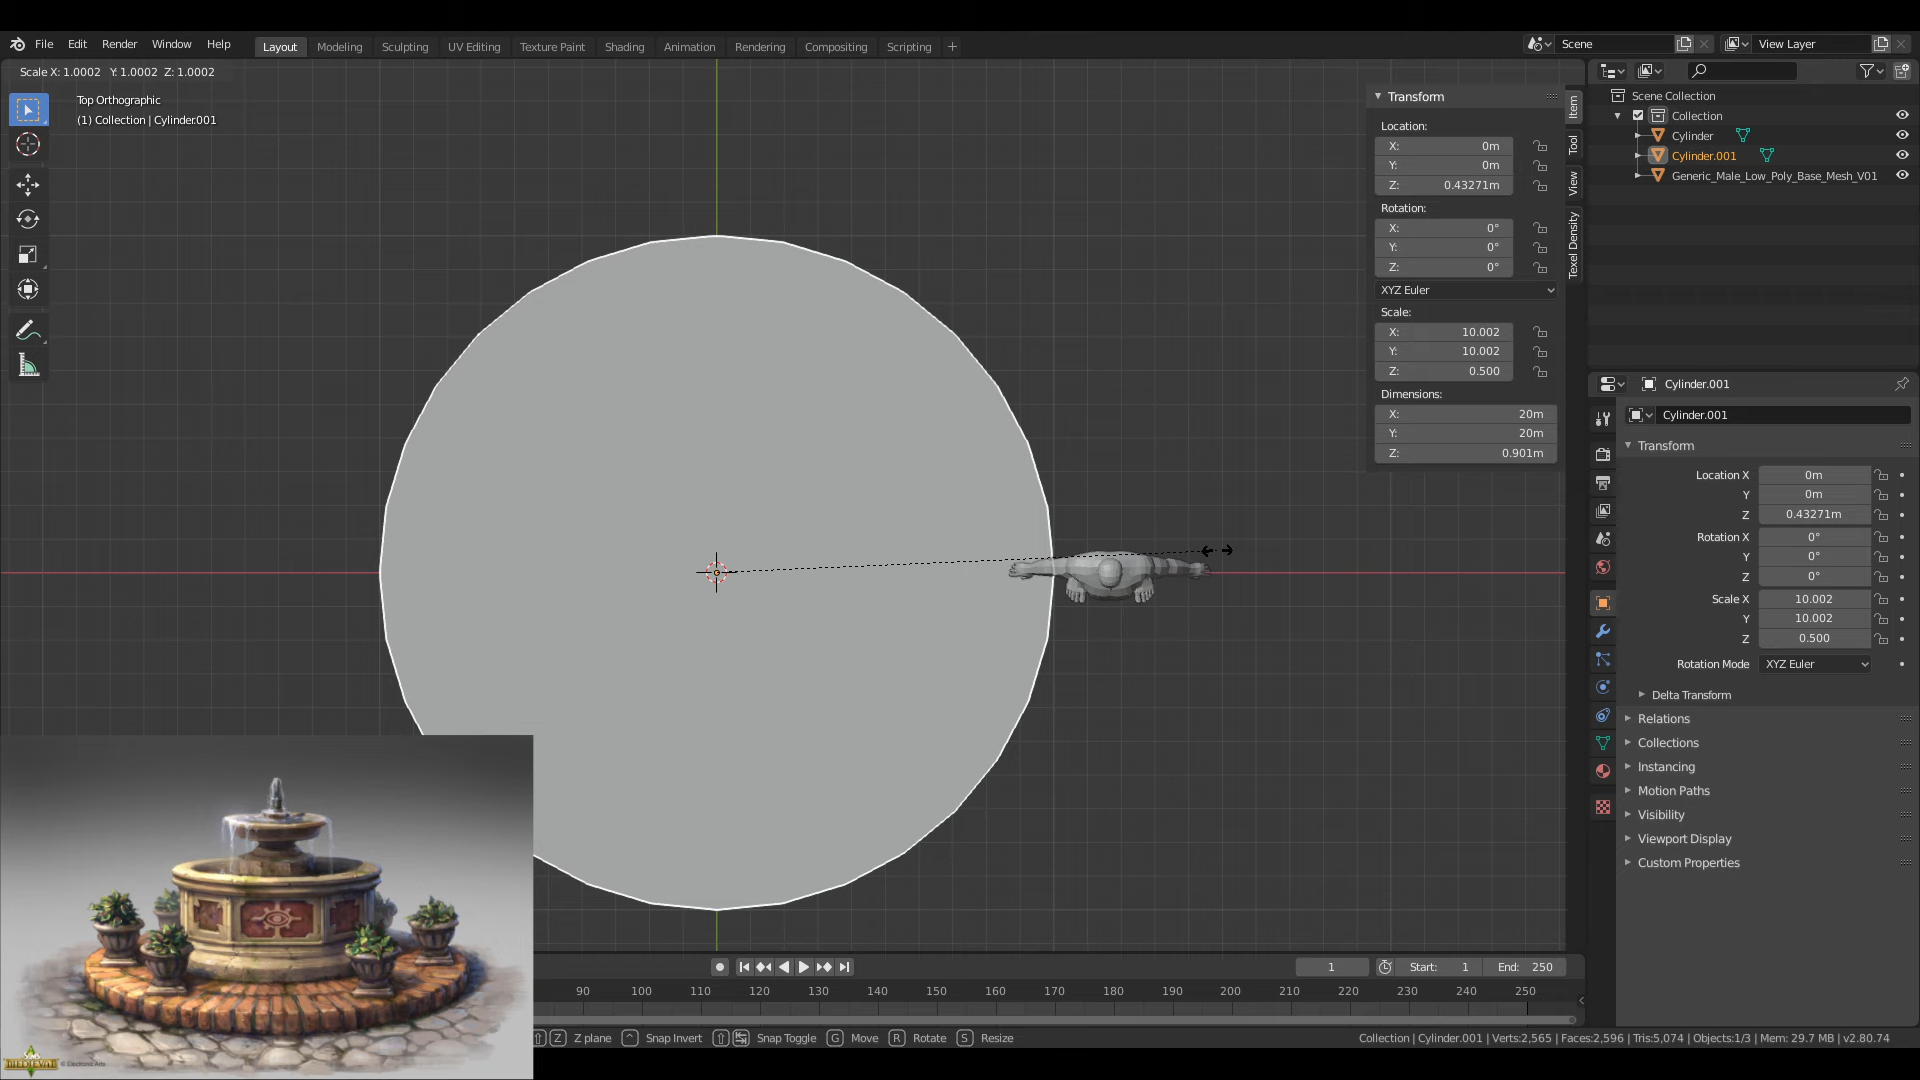 File Edit Render Window Help Layout Modeling Sculpting UV Editing Texture Paint Shading Animation Rendering Compositing Scripting + Scene View Layer
Scale X: 1.0002 Y: 1.0002 Z: 1.0002
Top Orthographic
(1) Collection | Cylinder.001
Transform
Location:
X: 0m
Y: 0m
Z: 0.43271m
Rotation:
X: 0°
Y: 0°
Z: 0°
XYZ Euler
Scale:
X: 10.002
Y: 10.002
Z: 0.500
Dimensions:
X: 20m
Y: 20m
Z: 0.901m
Item
Tool
View
Texel Density
Scene Collection
Collection
Cylinder
Cylinder.001
Generic_Male_Low_Poly_Base_Mesh_V01
Cylinder.001
Cylinder.001
Transform
Location X 0m
Y 0m
Z 0.43271m
Rotation X 0°
Y 0°
Z 0°
Scale X 10.002
Y 10.002
Z 0.500
Rotation Mode XYZ Euler
Delta Transform
Relations
Collections
Instancing
Motion Paths
Visibility
Viewport Display
Custom Properties
1 Start: 1 End: 250
90 100 110 120 130 140 150 160 170 180 190 200 210 220 230 240 250
Z Z plane ^ Snap Invert Snap Toggle G Move R Rotate S Resize Collection | Cylinder.001 | Verts:2,565 | Faces:2,596 | Tris:5,074 | Objects:1/3 | Mem: 29.7 MB | v2.80.74
MEDIEVAL © Electronic Arts